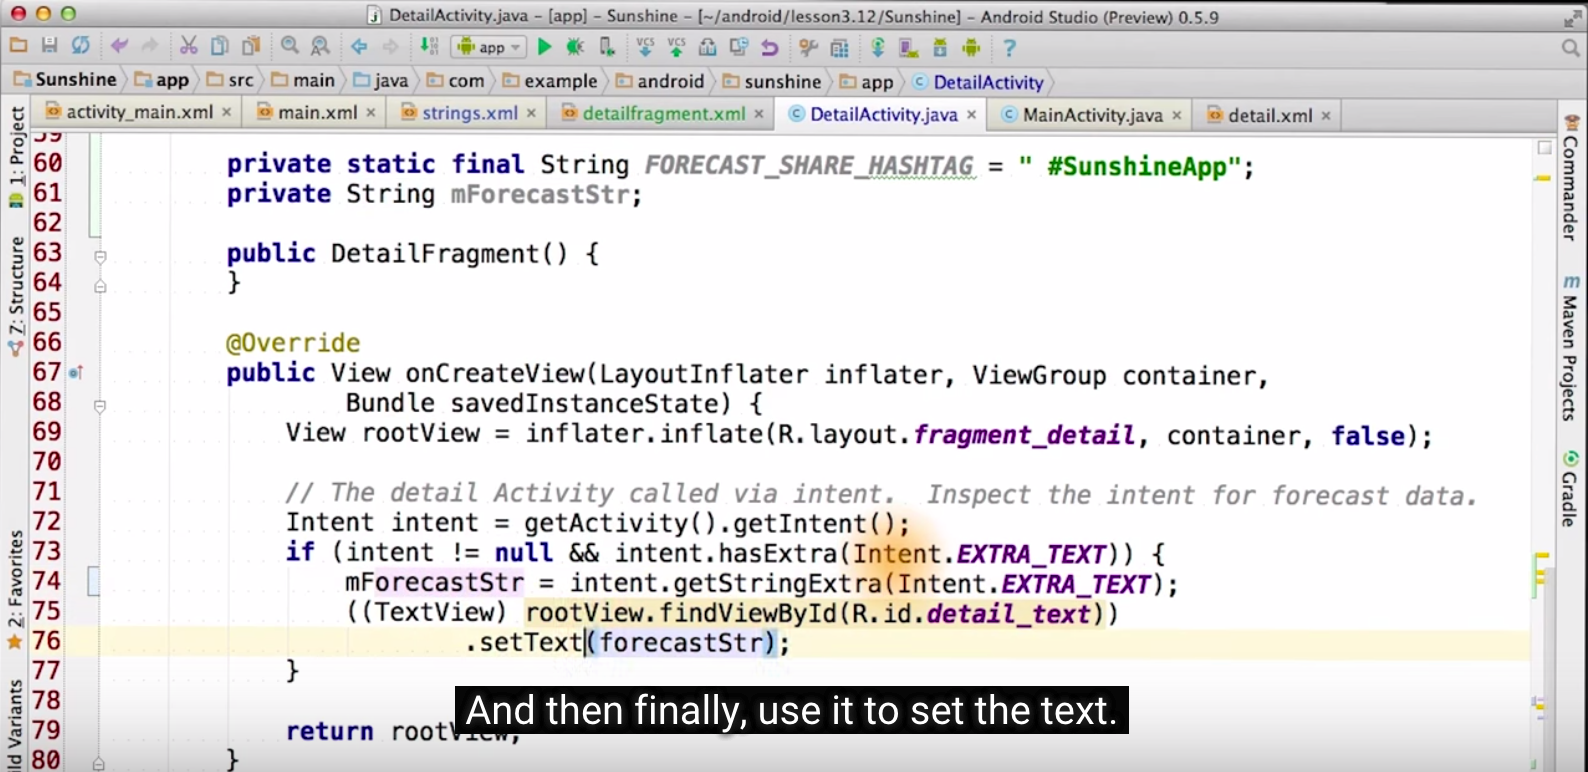 DetailActivity.java - [app] - Sunshine - [~/android/lesson3.12/Sunshine] - Android Studio (Preview) 0.5.9
app
Sunshine app src main java com example android sunshine app DetailActivity
activity_main.xml main.xml strings.xml detailfragment.xml DetailActivity.java MainActivity.java detail.xml
1: Project
7: Structure
2: Favorites
ld Variants
59
60 private static final String FORECAST_SHARE_HASHTAG = " #SunshineApp";
61 private String mForecastStr;
62
63 public DetailFragment() {
64 }
65
66 @Override
67 public View onCreateView(LayoutInflater inflater, ViewGroup container,
68 Bundle savedInstanceState) {
69 View rootView = inflater.inflate(R.layout.fragment_detail, container, false);
70
71 // The detail Activity called via intent.  Inspect the intent for forecast data.
72 Intent intent = getActivity().getIntent();
73 if (intent != null && intent.hasExtra(Intent.EXTRA_TEXT)) {
74 mForecastStr = intent.getStringExtra(Intent.EXTRA_TEXT);
75 ((TextView) rootView.findViewById(R.id.detail_text))
76 .setText(forecastStr);
77 }
78
79 return rootView;
80 }
And then finally, use it to set the text.
Commander
m Maven Projects
Gradle